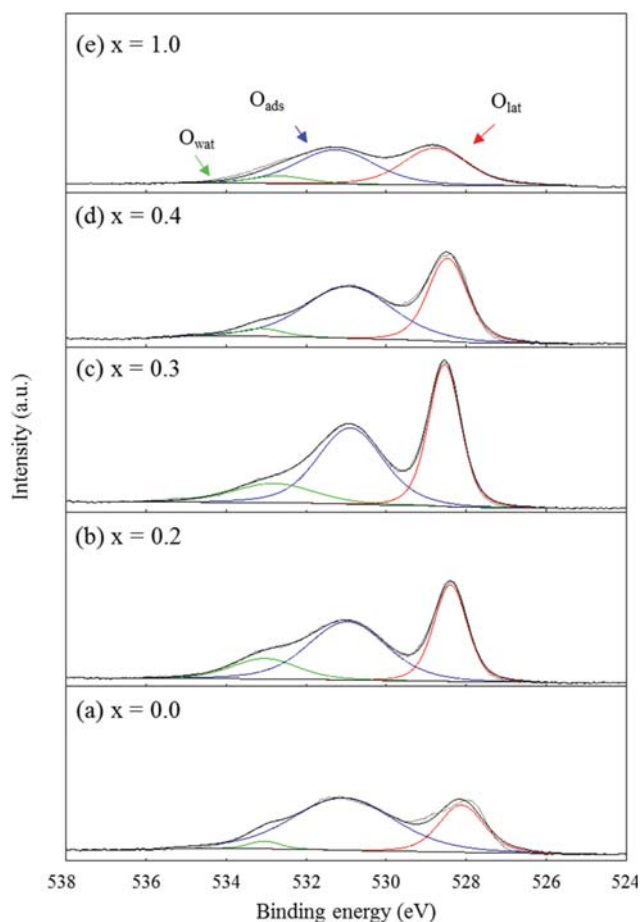 (e) x = 1.0
O_ads
O_lat
O_wat
(d) x = 0.4
(c) x = 0.3
Intensity (a.u.)
(b) x = 0.2
(a) x = 0.0
538 536 534 532 530 528 526 524
Binding energy (eV)